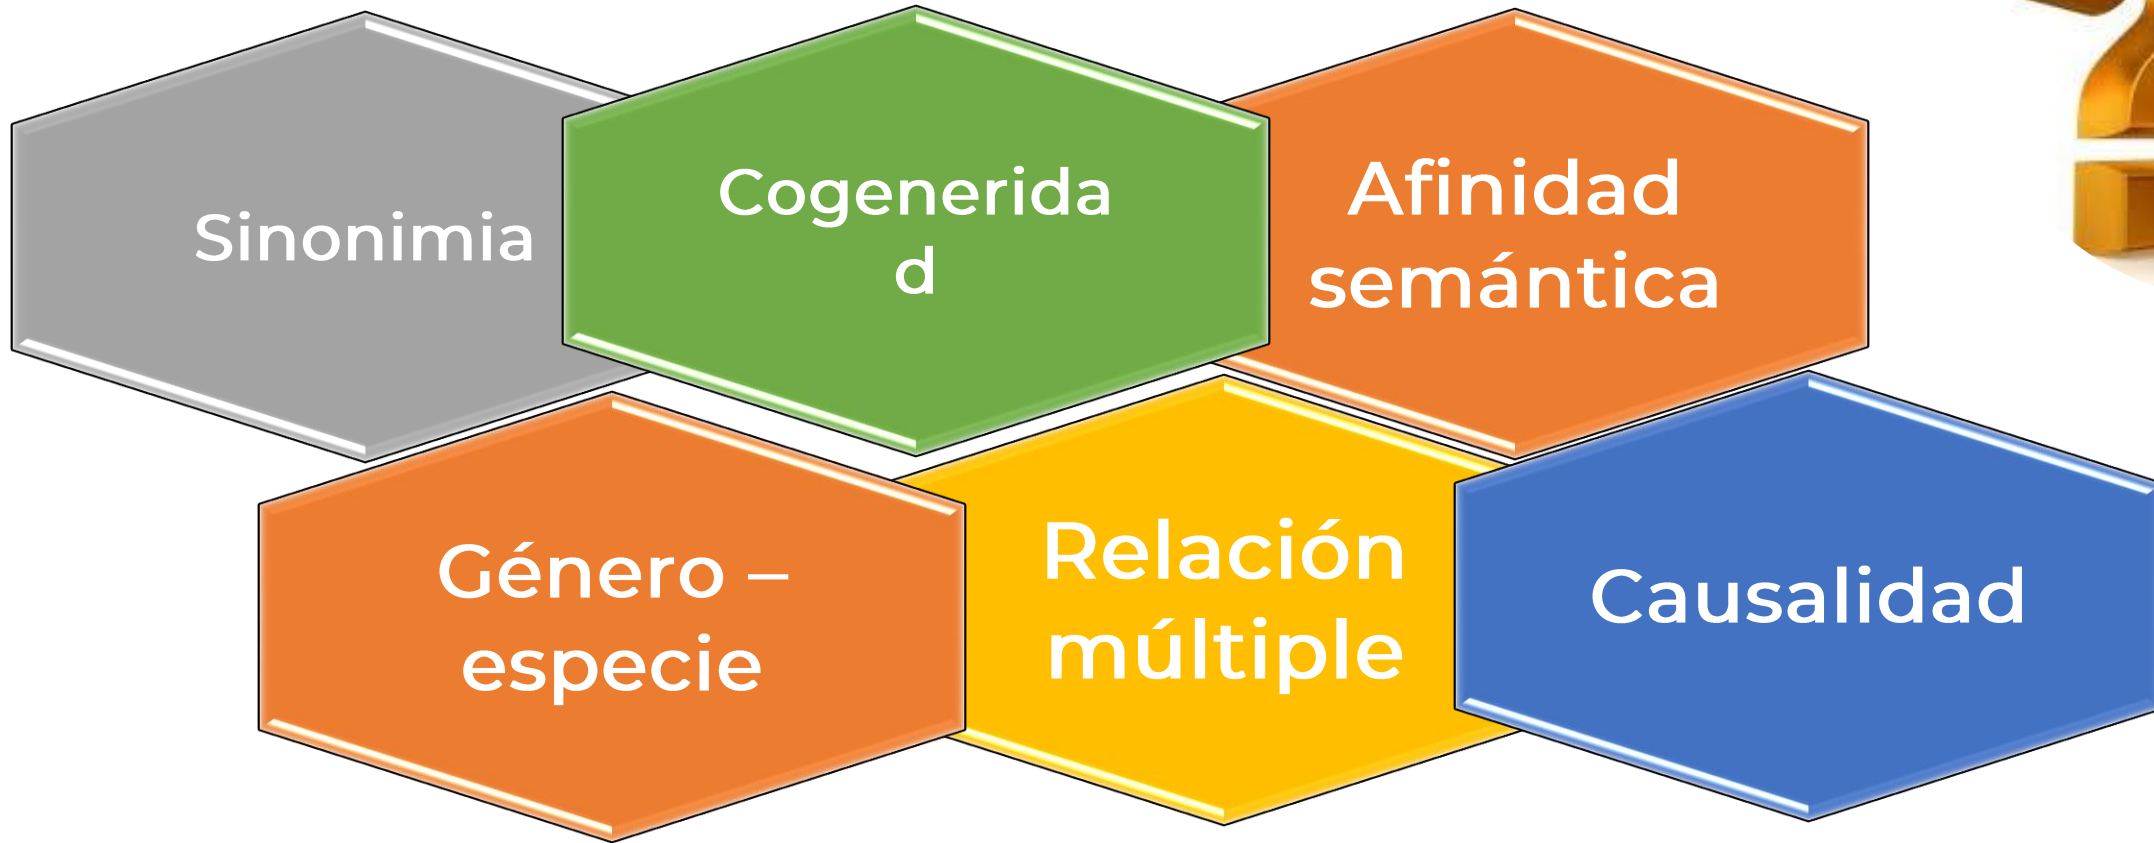 Sinonimia
Cogenerida
d
Afinidad
semántica
Género –
especie
Relación
múltiple
Causalidad